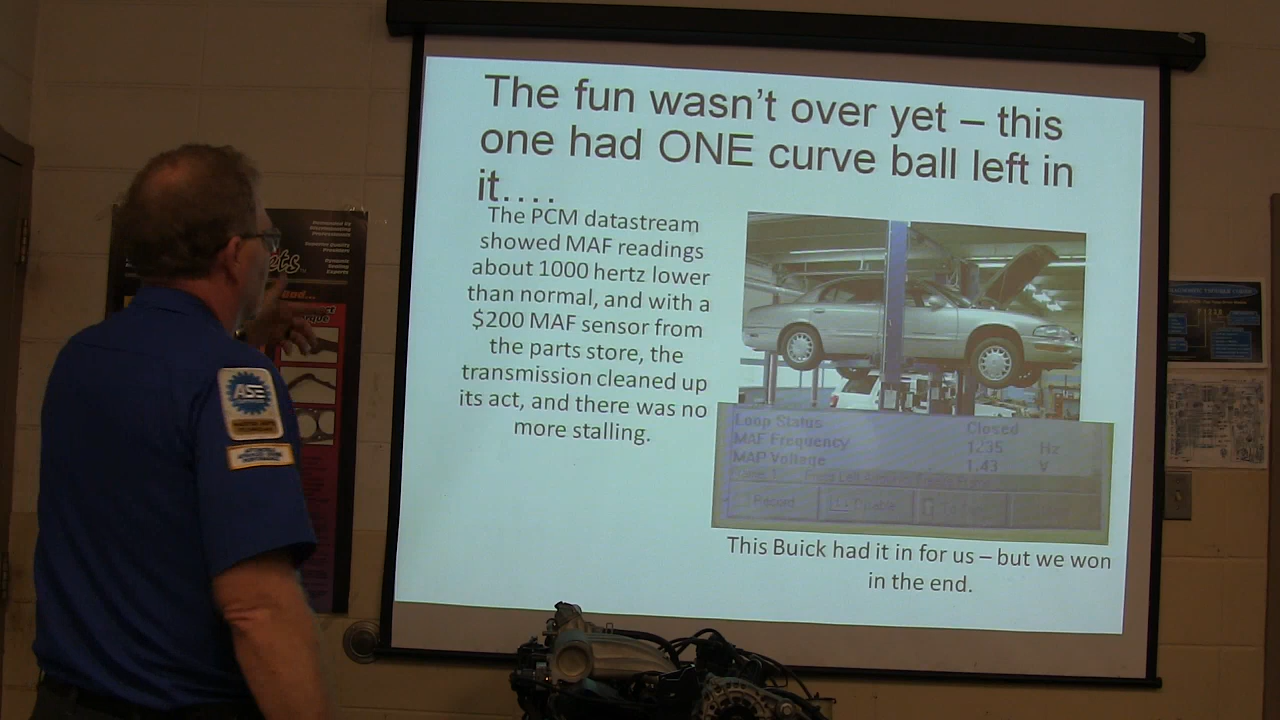 The fun wasn't over yet – this
one had ONE curve ball left in
it....
The PCM datastream
showed MAF readings
about 1000 hertz lower
than normal, and with a
$200 MAF sensor from
the parts store, the
transmission cleaned up
its act, and there was no
more stalling.
Loop Status Closed
MAF Frequency 1235 Hz
MAP Voltage 1.43 V
Record
This Buick had it in for us – but we won
in the end.
ASE